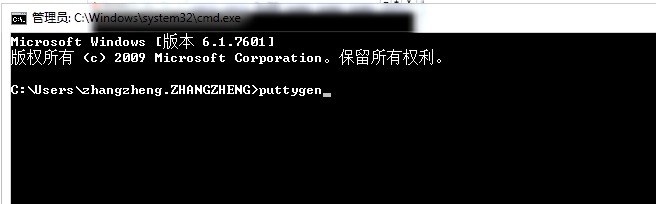 管理员: C:\Windows\system32\cmd.exe
Microsoft Windows [版本 6.1.7601]
版权所有 (c) 2009 Microsoft Corporation。保留所有权利。
C:\Users\zhangzheng.ZHANGZHENG>puttygen